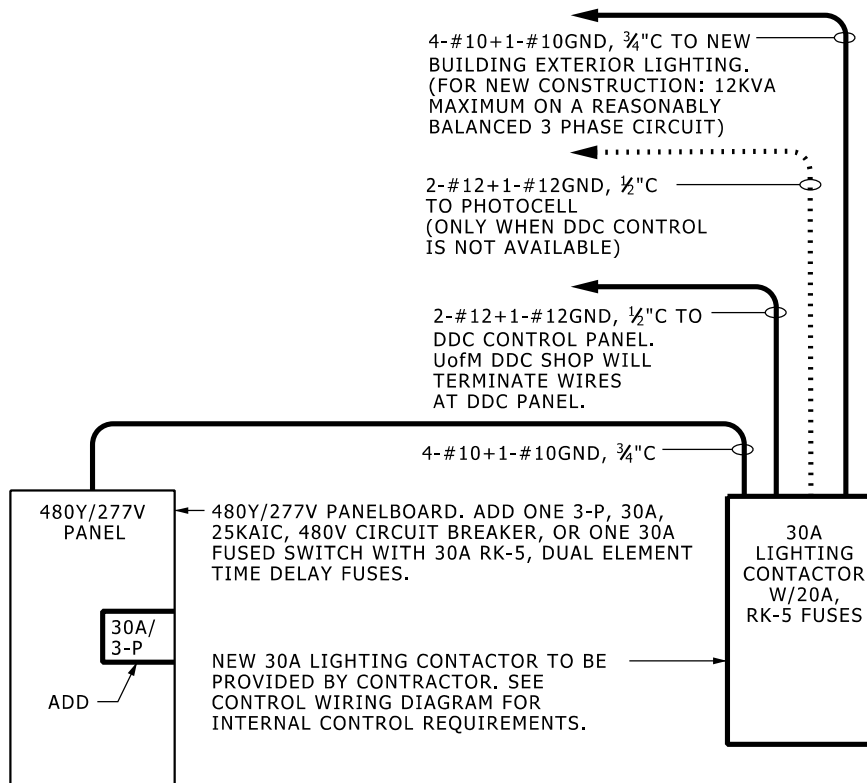 4-#10+1-#10GND, ¾"C TO NEW
BUILDING EXTERIOR LIGHTING.
(FOR NEW CONSTRUCTION: 12KVA
MAXIMUM ON A REASONABLY
BALANCED 3 PHASE CIRCUIT)
2-#12+1-#12GND, ½"C
TO PHOTOCELL
(ONLY WHEN DDC CONTROL
IS NOT AVAILABLE)
2-#12+1-#12GND, ½"C TO
DDC CONTROL PANEL.
UofM DDC SHOP WILL
TERMINATE WIRES
AT DDC PANEL.
4-#10+1-#10GND, ¾"C
480Y/277V
PANEL
480Y/277V PANELBOARD. ADD ONE 3-P, 30A,
25KAIC, 480V CIRCUIT BREAKER, OR ONE 30A
FUSED SWITCH WITH 30A RK-5, DUAL ELEMENT
TIME DELAY FUSES.
30A
LIGHTING
CONTACTOR
W/20A,
RK-5 FUSES
30A/
3-P
ADD
NEW 30A LIGHTING CONTACTOR TO BE
PROVIDED BY CONTRACTOR. SEE
CONTROL WIRING DIAGRAM FOR
INTERNAL CONTROL REQUIREMENTS.